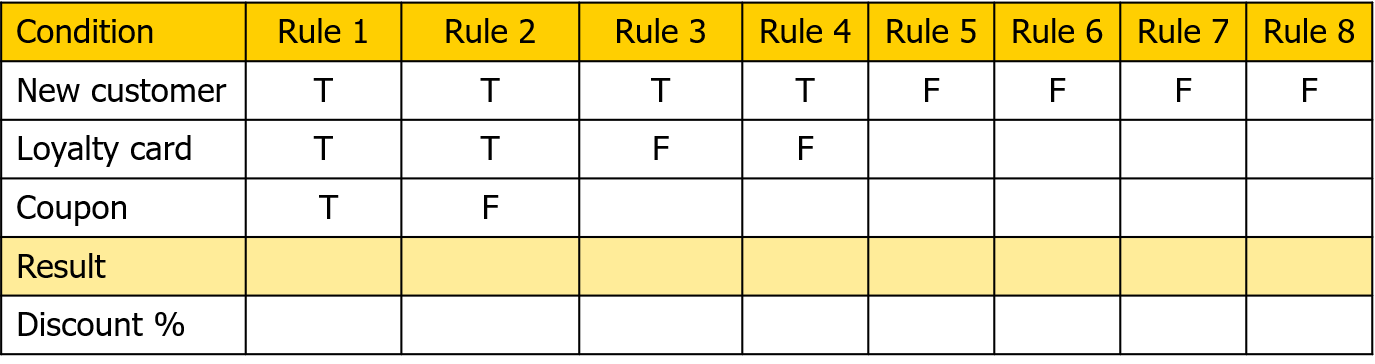 Condition Rule 1 Rule 2 Rule 3 Rule 4 Rule 5 Rule 6 Rule 7 Rule 8
New customer T T T T F F F F
Loyalty card T T F F
Coupon T F
Result
Discount %